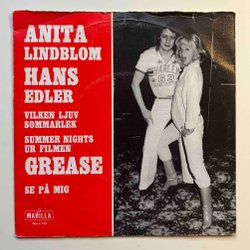 ANITA
LINDBLOM
HANS
EDLER
VILKEN LJUV
SOMMARLEK
SUMMER NIGHTS
UR FILMEN
GREASE
SE PÅ MIG
MARILLA